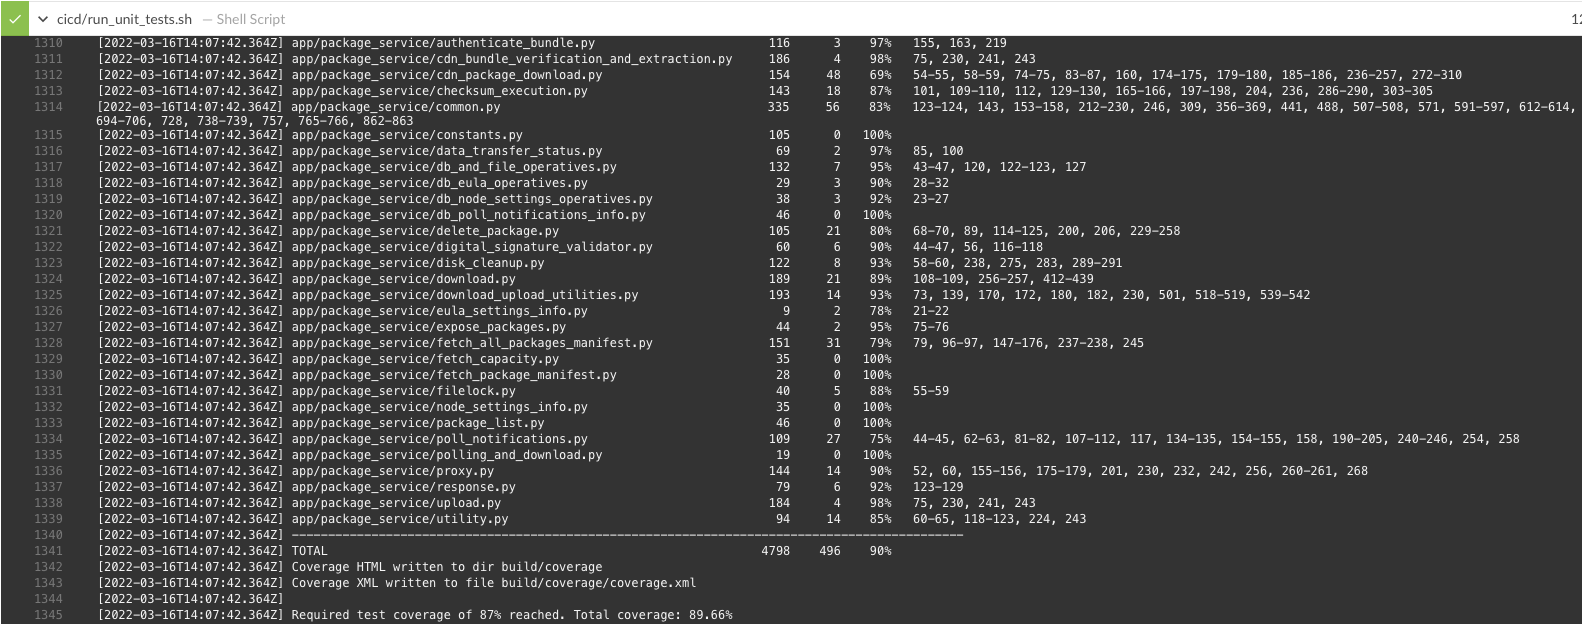 cicd/run_unit_tests.sh — Shell Script 12
1310 [2022-03-16T14:07:42.364Z] app/package_service/authenticate_bundle.py 116 3 97% 155, 163, 219
1311 [2022-03-16T14:07:42.364Z] app/package_service/cdn_bundle_verification_and_extraction.py 186 4 98% 75, 230, 241, 243
1312 [2022-03-16T14:07:42.364Z] app/package_service/cdn_package_download.py 154 48 69% 54-55, 58-59, 74-75, 83-87, 160, 174-175, 179-180, 185-186, 236-257, 272-310
1313 [2022-03-16T14:07:42.364Z] app/package_service/checksum_execution.py 143 18 87% 101, 109-110, 112, 129-130, 165-166, 197-198, 204, 236, 286-290, 303-305
1314 [2022-03-16T14:07:42.364Z] app/package_service/common.py 335 56 83% 123-124, 143, 153-158, 212-230, 246, 309, 356-369, 441, 488, 507-508, 571, 591-597, 612-614,
694-706, 728, 738-739, 757, 765-766, 862-863
1315 [2022-03-16T14:07:42.364Z] app/package_service/constants.py 105 0 100%
1316 [2022-03-16T14:07:42.364Z] app/package_service/data_transfer_status.py 69 2 97% 85, 100
1317 [2022-03-16T14:07:42.364Z] app/package_service/db_and_file_operatives.py 132 7 95% 43-47, 120, 122-123, 127
1318 [2022-03-16T14:07:42.364Z] app/package_service/db_eula_operatives.py 29 3 90% 28-32
1319 [2022-03-16T14:07:42.364Z] app/package_service/db_node_settings_operatives.py 38 3 92% 23-27
1320 [2022-03-16T14:07:42.364Z] app/package_service/db_poll_notifications_info.py 46 0 100%
1321 [2022-03-16T14:07:42.364Z] app/package_service/delete_package.py 105 21 80% 68-70, 89, 114-125, 200, 206, 229-258
1322 [2022-03-16T14:07:42.364Z] app/package_service/digital_signature_validator.py 60 6 90% 44-47, 56, 116-118
1323 [2022-03-16T14:07:42.364Z] app/package_service/disk_cleanup.py 122 8 93% 58-60, 238, 275, 283, 289-291
1324 [2022-03-16T14:07:42.364Z] app/package_service/download.py 189 21 89% 108-109, 256-257, 412-439
1325 [2022-03-16T14:07:42.364Z] app/package_service/download_upload_utilities.py 193 14 93% 73, 139, 170, 172, 180, 182, 230, 501, 518-519, 539-542
1326 [2022-03-16T14:07:42.364Z] app/package_service/eula_settings_info.py 9 2 78% 21-22
1327 [2022-03-16T14:07:42.364Z] app/package_service/expose_packages.py 44 2 95% 75-76
1328 [2022-03-16T14:07:42.364Z] app/package_service/fetch_all_packages_manifest.py 151 31 79% 79, 96-97, 147-176, 237-238, 245
1329 [2022-03-16T14:07:42.364Z] app/package_service/fetch_capacity.py 35 0 100%
1330 [2022-03-16T14:07:42.364Z] app/package_service/fetch_package_manifest.py 28 0 100%
1331 [2022-03-16T14:07:42.364Z] app/package_service/filelock.py 40 5 88% 55-59
1332 [2022-03-16T14:07:42.364Z] app/package_service/node_settings_info.py 35 0 100%
1333 [2022-03-16T14:07:42.364Z] app/package_service/package_list.py 46 0 100%
1334 [2022-03-16T14:07:42.364Z] app/package_service/poll_notifications.py 109 27 75% 44-45, 62-63, 81-82, 107-112, 117, 134-135, 154-155, 158, 190-205, 240-246, 254, 258
1335 [2022-03-16T14:07:42.364Z] app/package_service/polling_and_download.py 19 0 100%
1336 [2022-03-16T14:07:42.364Z] app/package_service/proxy.py 144 14 90% 52, 60, 155-156, 175-179, 201, 230, 232, 242, 256, 260-261, 268
1337 [2022-03-16T14:07:42.364Z] app/package_service/response.py 79 6 92% 123-129
1338 [2022-03-16T14:07:42.364Z] app/package_service/upload.py 184 4 98% 75, 230, 241, 243
1339 [2022-03-16T14:07:42.364Z] app/package_service/utility.py 94 14 85% 60-65, 118-123, 224, 243
1340 [2022-03-16T14:07:42.364Z] ---------------------------------------------------------------------------------------------
1341 [2022-03-16T14:07:42.364Z] TOTAL 4798 496 90%
1342 [2022-03-16T14:07:42.364Z] Coverage HTML written to dir build/coverage
1343 [2022-03-16T14:07:42.364Z] Coverage XML written to file build/coverage/coverage.xml
1344 [2022-03-16T14:07:42.364Z]
1345 [2022-03-16T14:07:42.364Z] Required test coverage of 87% reached. Total coverage: 89.66%